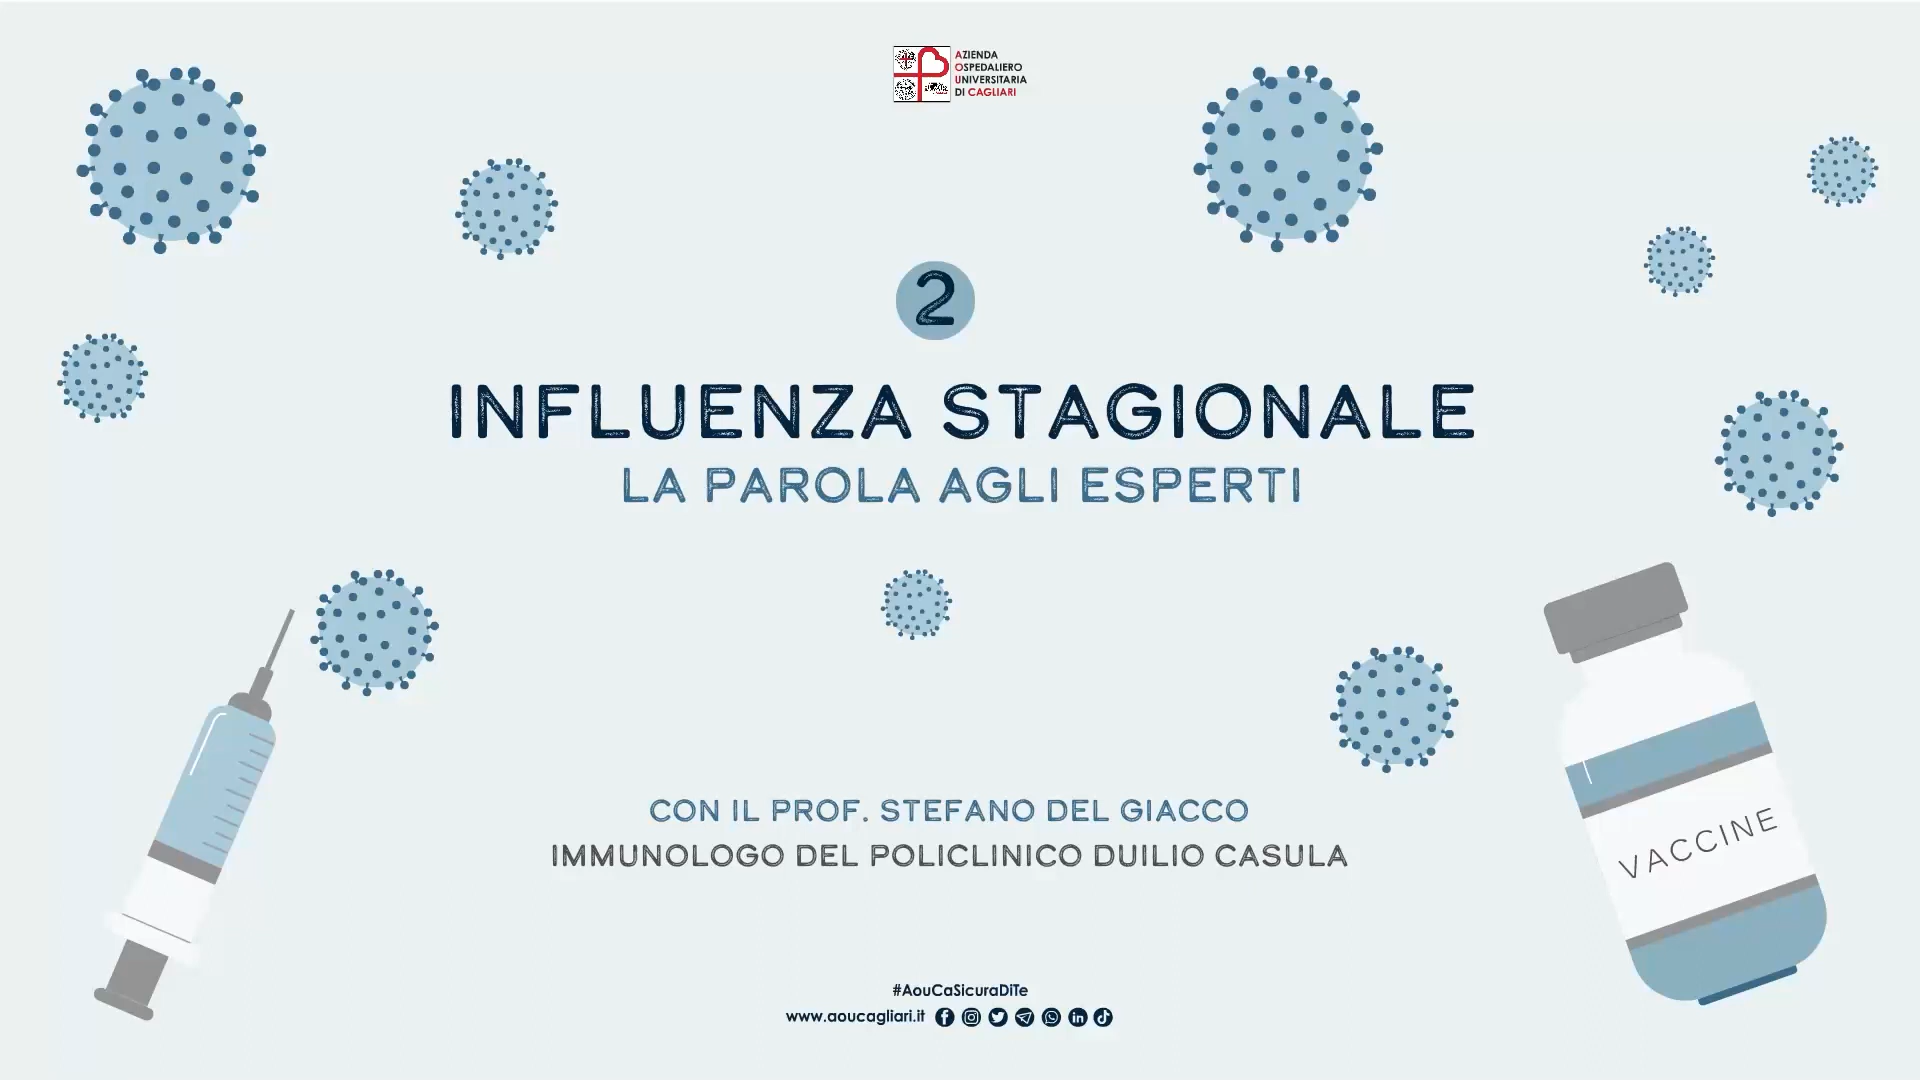 AZIENDA
OSPEDALIERO
UNIVERSITARIA
DI CAGLIARI
2
INFLUENZA STAGIONALE
LA PAROLA AGLI ESPERTI
VACCINE
CON IL PROF. STEFANO DEL GIACCO
IMMUNOLOGO DEL POLICLINICO DUILIO CASULA
#AouCaSicuraDiTe
www.aoucagliari.it